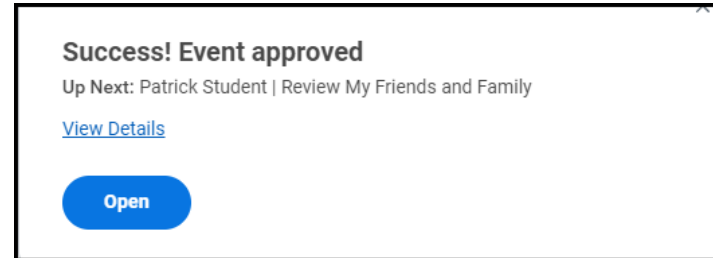 Success! Event approved
Up Next: Patrick Student | Review My Friends and Family
View Details
Open